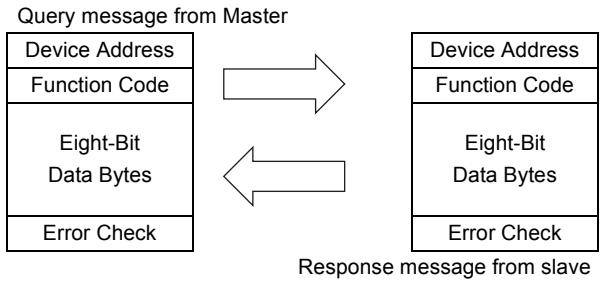 Query message from Master
Device Address
Function Code
Eight-Bit
Data Bytes
Error Check
Device Address
Function Code
Eight-Bit
Data Bytes
Error Check
Response message from slave